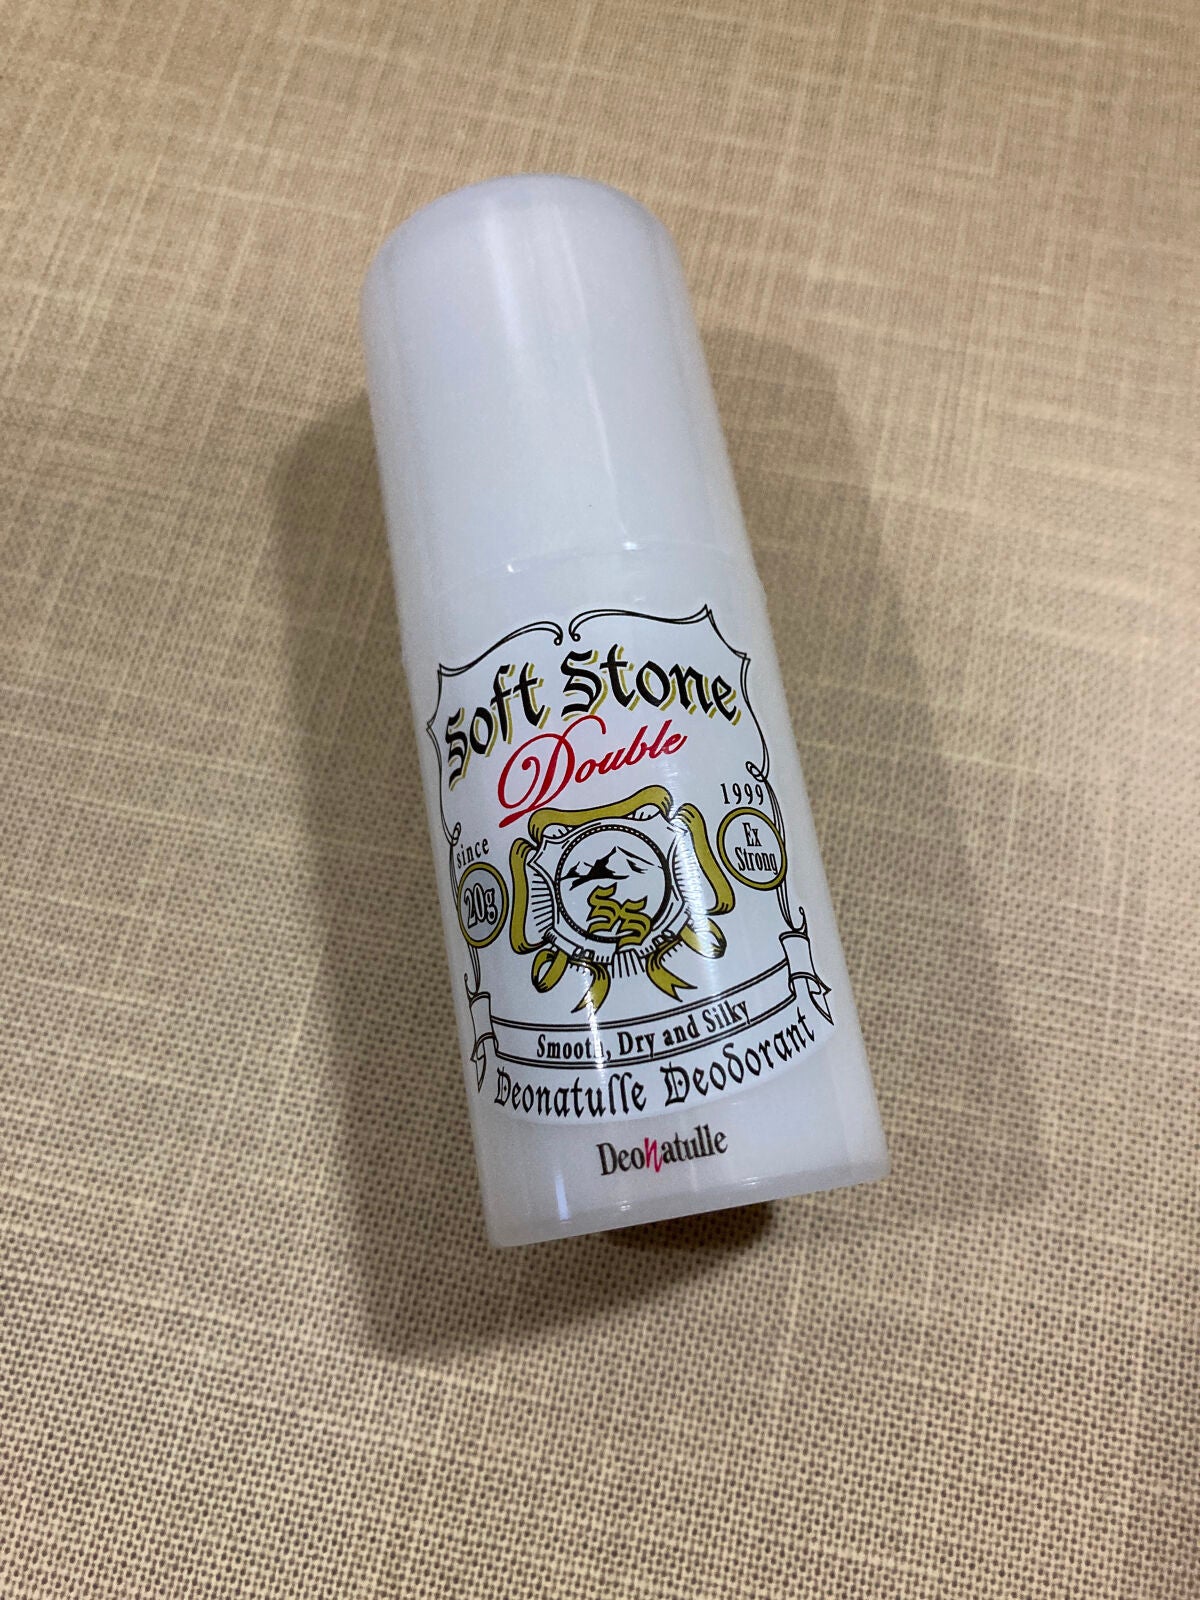 Soft Stone
Double
since
1999
20g
Ex
Strong
SS
Smooth, Dry and Silky
Deonatulle Deodorant
Deonatulle